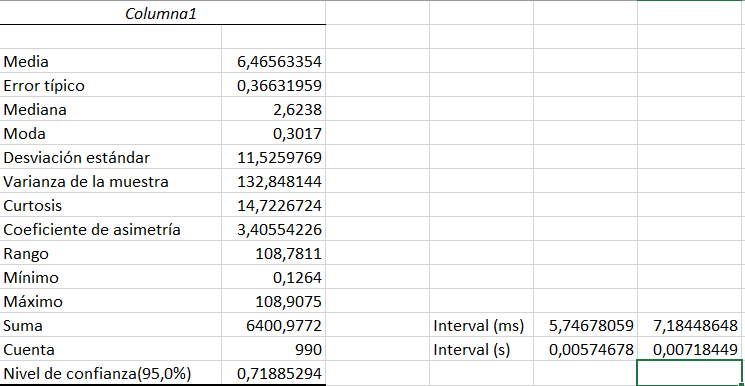 Columna1
Media 6,46563354
Error típico 0,36631959
Mediana 2,6238
Moda 0,3017
Desviación estándar 11,5259769
Varianza de la muestra 132,848144
Curtosis 14,7226724
Coeficiente de asimetría 3,40554226
Rango 108,7811
Mínimo 0,1264
Máximo 108,9075
Suma 6400,9772 Interval (ms) 5,74678059 7,18448648
Cuenta 990 Interval (s) 0,00574678 0,00718449
Nivel de confianza(95,0%) 0,71885294